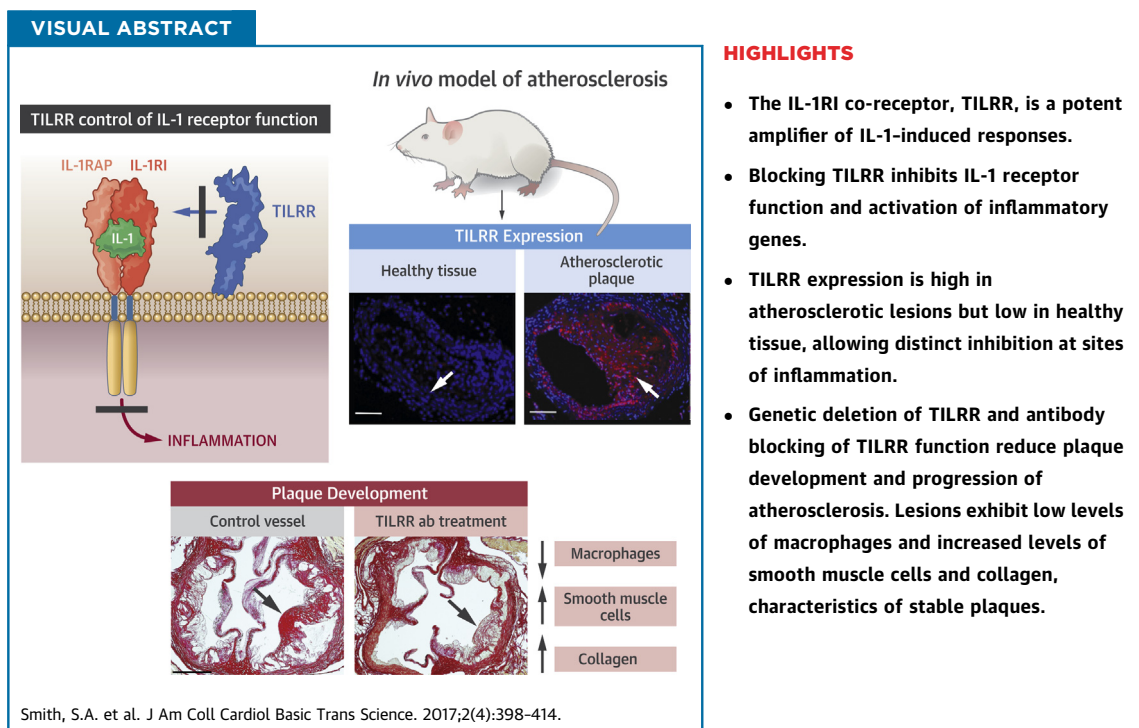 VISUAL ABSTRACT
In vivo model of atherosclerosis
TILRR control of IL-1 receptor function
IL-1RAP IL-1RI
TILRR
IL-1
INFLAMMATION
TILRR Expression
Healthy tissue
Atherosclerotic
plaque
Plaque Development
Control vessel
TILRR ab treatment
Macrophages
Smooth muscle
cells
Collagen
Smith, S.A. et al. J Am Coll Cardiol Basic Trans Science. 2017;2(4):398–414.
HIGHLIGHTS
• The IL-1RI co-receptor, TILRR, is a potent
amplifier of IL-1–induced responses.
• Blocking TILRR inhibits IL-1 receptor
function and activation of inflammatory
genes.
• TILRR expression is high in
atherosclerotic lesions but low in healthy
tissue, allowing distinct inhibition at sites
of inflammation.
• Genetic deletion of TILRR and antibody
blocking of TILRR function reduce plaque
development and progression of
atherosclerosis. Lesions exhibit low levels
of macrophages and increased levels of
smooth muscle cells and collagen,
characteristics of stable plaques.